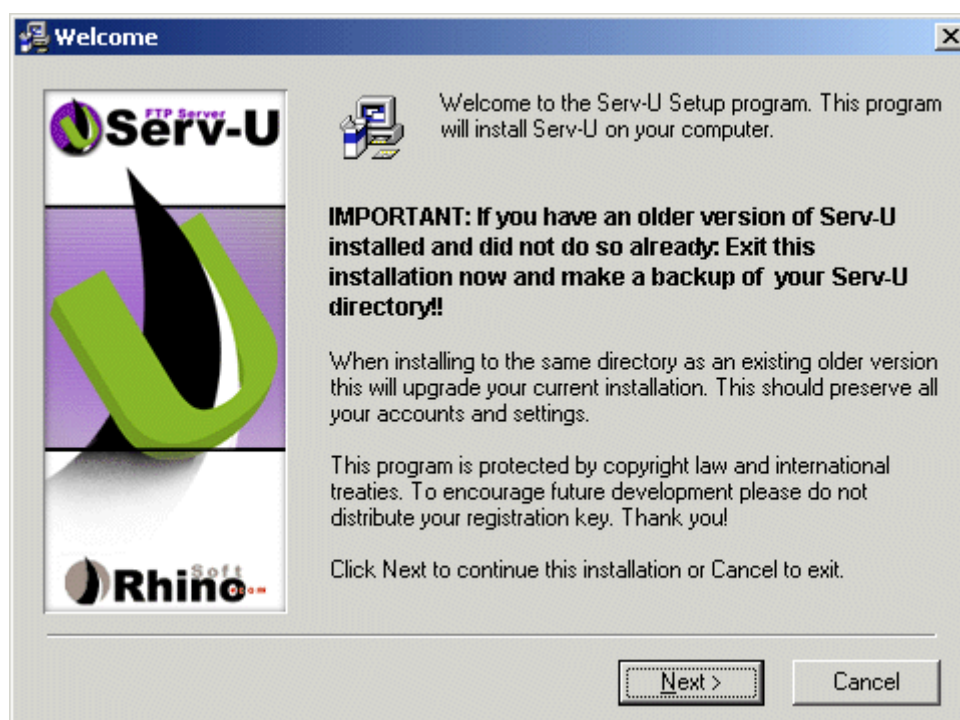 Welcome
FTP Server
Serv-U
Welcome to the Serv-U Setup program. This program
will install Serv-U on your computer.
IMPORTANT: If you have an older version of Serv-U
installed and did not do so already: Exit this
installation now and make a backup of your Serv-U
directory!!
When installing to the same directory as an existing older version
this will upgrade your current installation. This should preserve all
your accounts and settings.
This program is protected by copyright law and international
treaties. To encourage future development please do not
distribute your registration key. Thank you!
Click Next to continue this installation or Cancel to exit.
Rhino
Soft
.com
Next >
Cancel